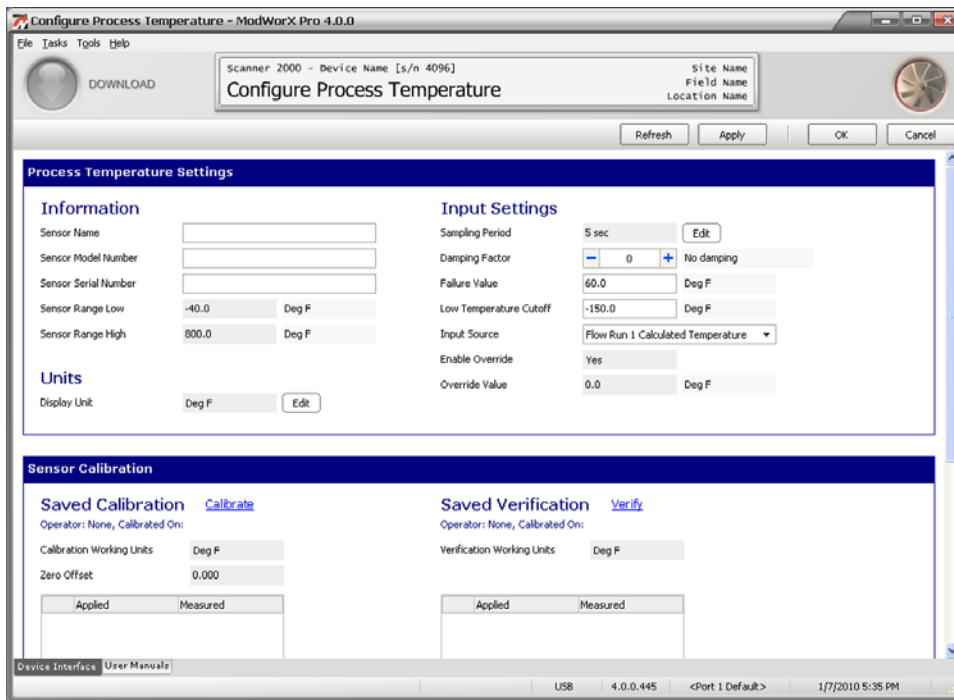 Configure Process Temperature - ModWorX Pro 4.0.0
File Tasks Tools Help
DOWNLOAD
Scanner 2000 - Device Name [s/n 4096]
Configure Process Temperature
Site Name
Field Name
Location Name
Refresh Apply OK Cancel
Process Temperature Settings
Information
Sensor Name
Sensor Model Number
Sensor Serial Number
Sensor Range Low -40.0 Deg F
Sensor Range High 800.0 Deg F
Units
Display Unit Deg F Edit
Input Settings
Sampling Period 5 sec Edit
Damping Factor 0 No damping
Failure Value 60.0 Deg F
Low Temperature Cutoff -150.0 Deg F
Input Source Flow Run 1 Calculated Temperature
Enable Override Yes
Override Value 0.0 Deg F
Sensor Calibration
Saved Calibration Calibrate
Operator: None, Calibrated On:
Calibration Working Units Deg F
Zero Offset 0.000
Applied Measured
Saved Verification Verify
Operator: None, Calibrated On:
Verification Working Units Deg F
Applied Measured
Device Interface User Manuals
USB 4.0.0.445 <Port 1 Default> 1/7/2010 5:35 PM